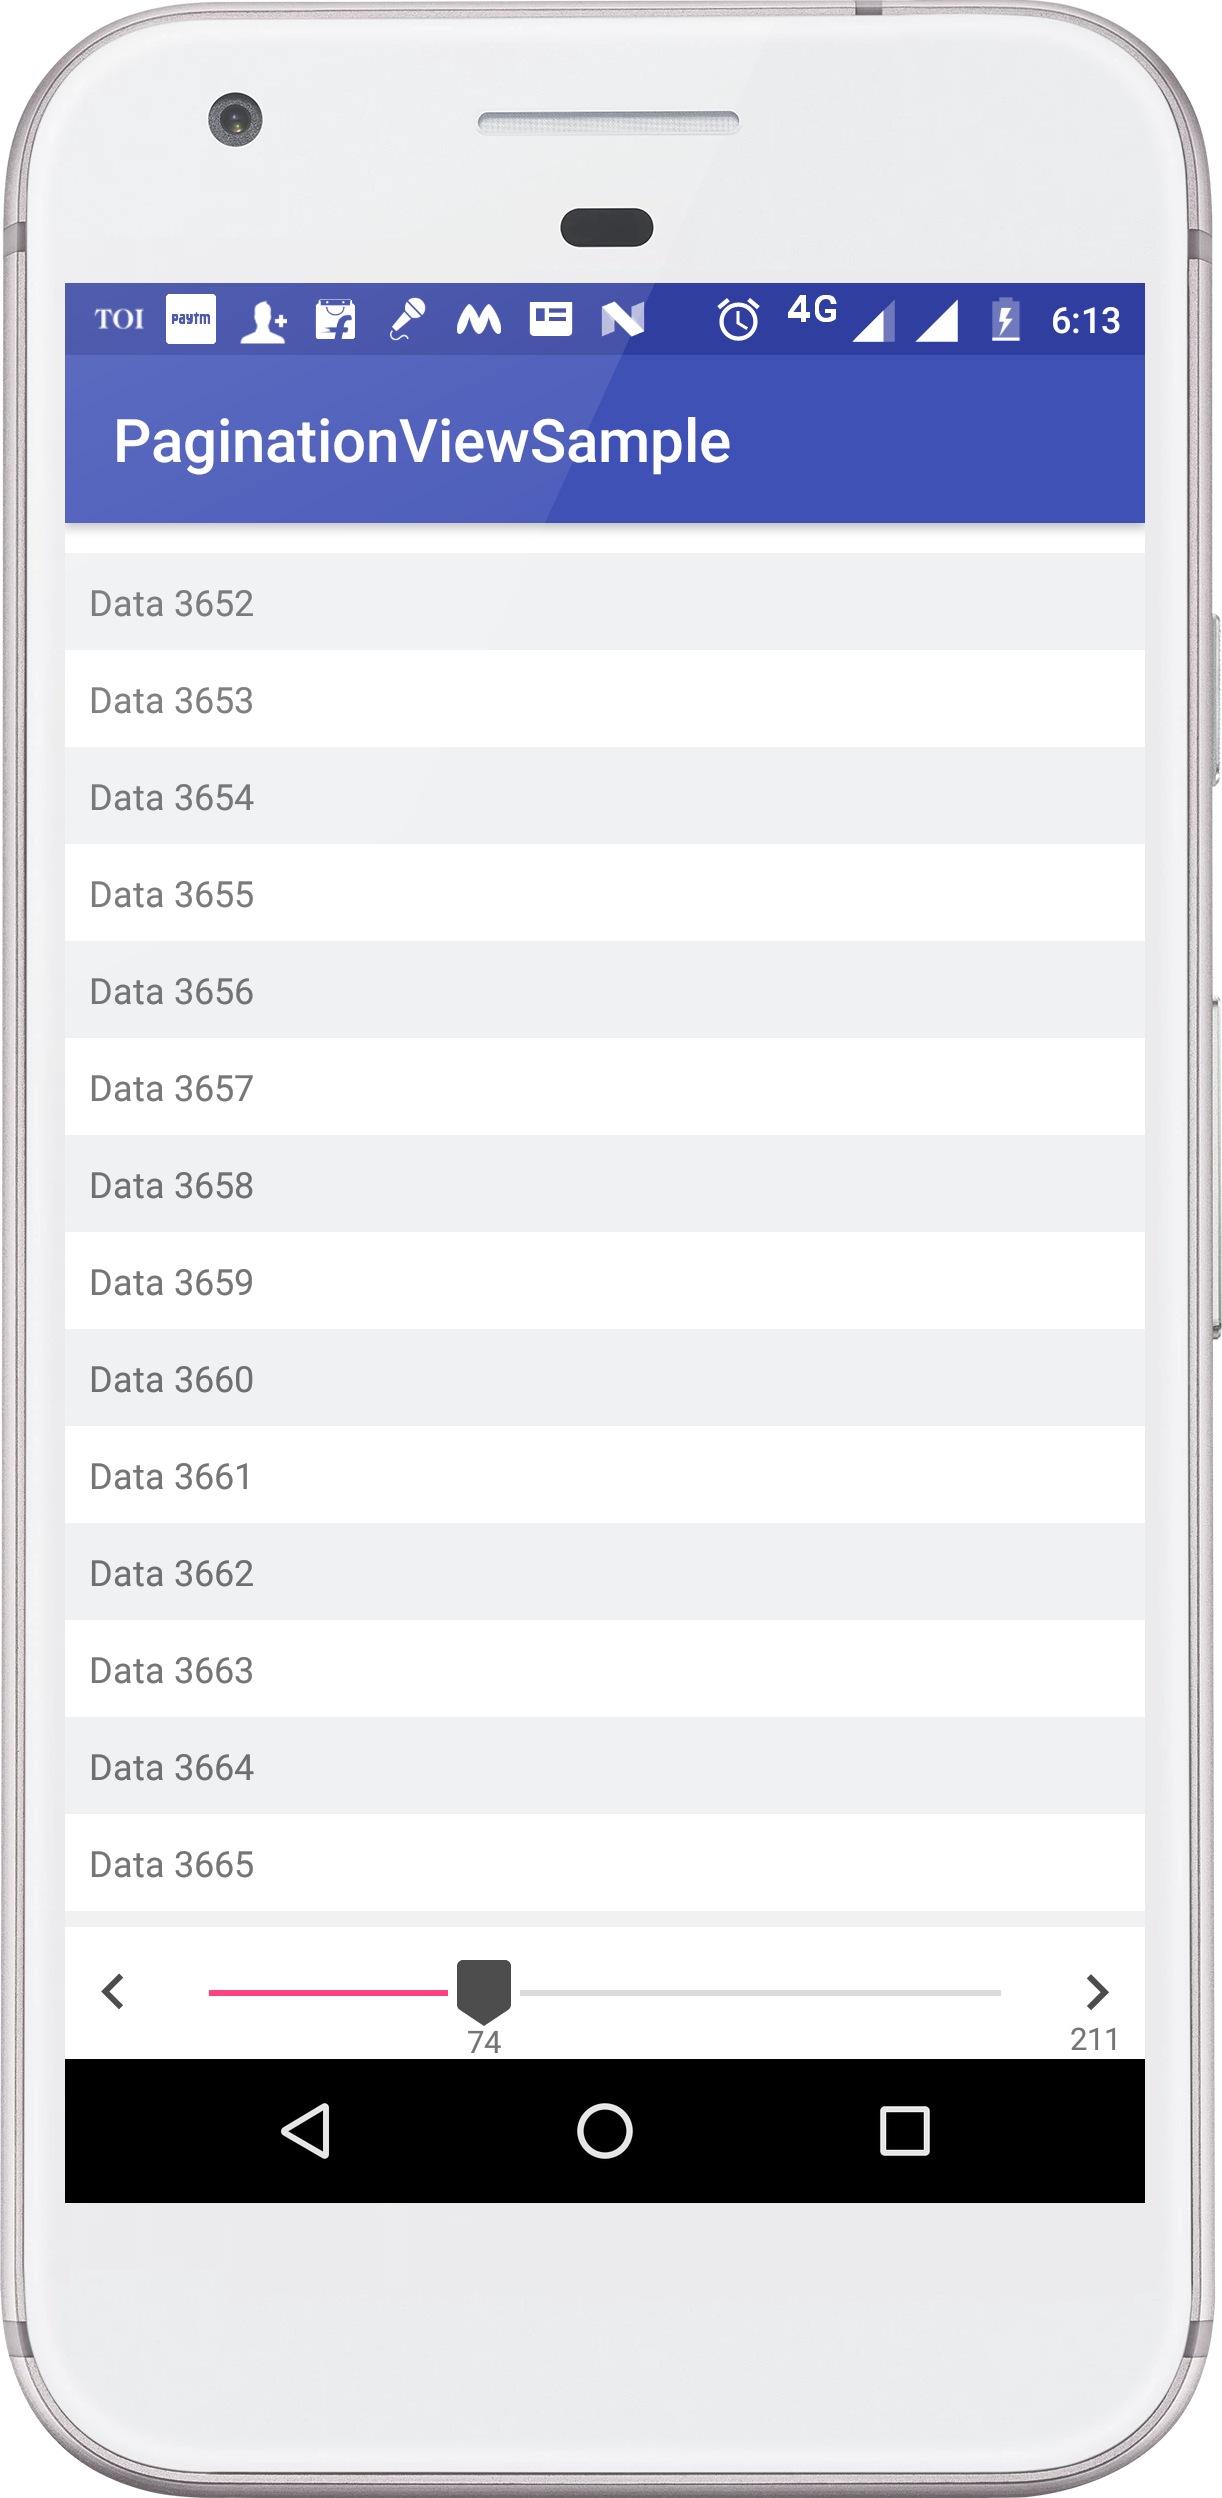 TOI paytm 4G 6:13
PaginationViewSample
Data 3652
Data 3653
Data 3654
Data 3655
Data 3656
Data 3657
Data 3658
Data 3659
Data 3660
Data 3661
Data 3662
Data 3663
Data 3664
Data 3665
74 211